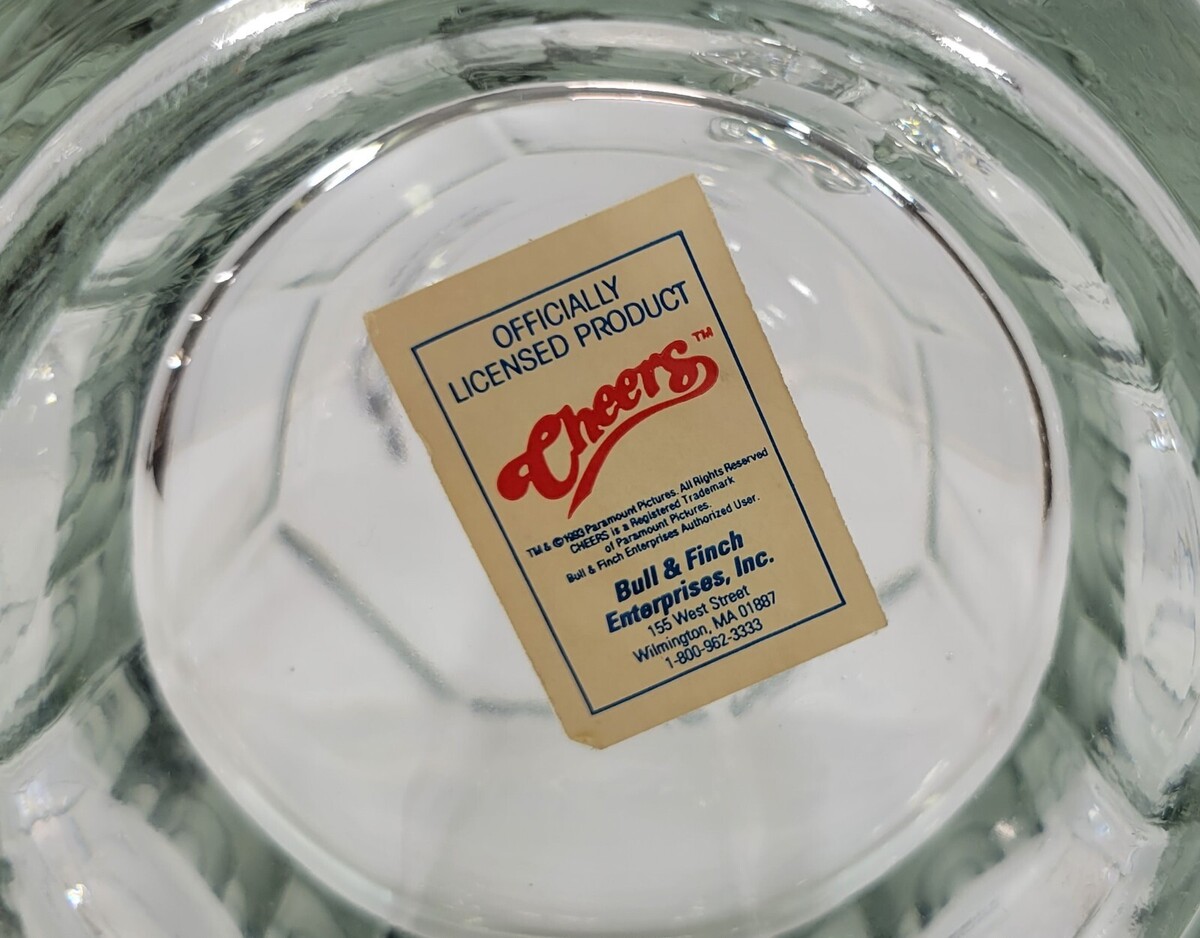 OFFICIALLY
LICENSED PRODUCT
Cheers™
TM & ©1983 Paramount Pictures. All Rights Reserved
CHEERS is a Registered Trademark
of Paramount Pictures.
Bull & Finch Enterprises Authorized User.
Bull & Finch
Enterprises, Inc.
155 West Street
Wilmington, MA 01887
1-800-962-3333